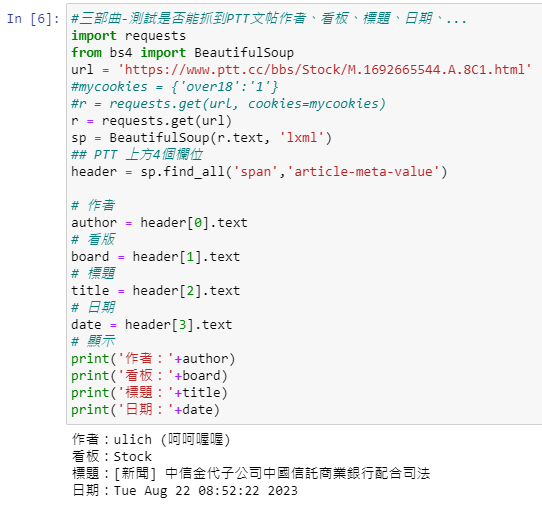 In [6]:
#三部曲-測試是否能抓到PTT文帖作者、看板、標題、日期、...
import requests
from bs4 import BeautifulSoup
url = 'https://www.ptt.cc/bbs/Stock/M.1692665544.A.8C1.html'
#mycookies = {'over18':'1'}
#r = requests.get(url, cookies=mycookies)
r = requests.get(url)
sp = BeautifulSoup(r.text, 'lxml')
## PTT 上方4個欄位
header = sp.find_all('span','article-meta-value')

# 作者
author = header[0].text
# 看版
board = header[1].text
# 標題
title = header[2].text
# 日期
date = header[3].text
# 顯示
print('作者：'+author)
print('看板：'+board)
print('標題：'+title)
print('日期：'+date)
作者：ulich (呵呵喔喔)
看板：Stock
標題：[新聞] 中信金代子公司中國信託商業銀行配合司法
日期：Tue Aug 22 08:52:22 2023